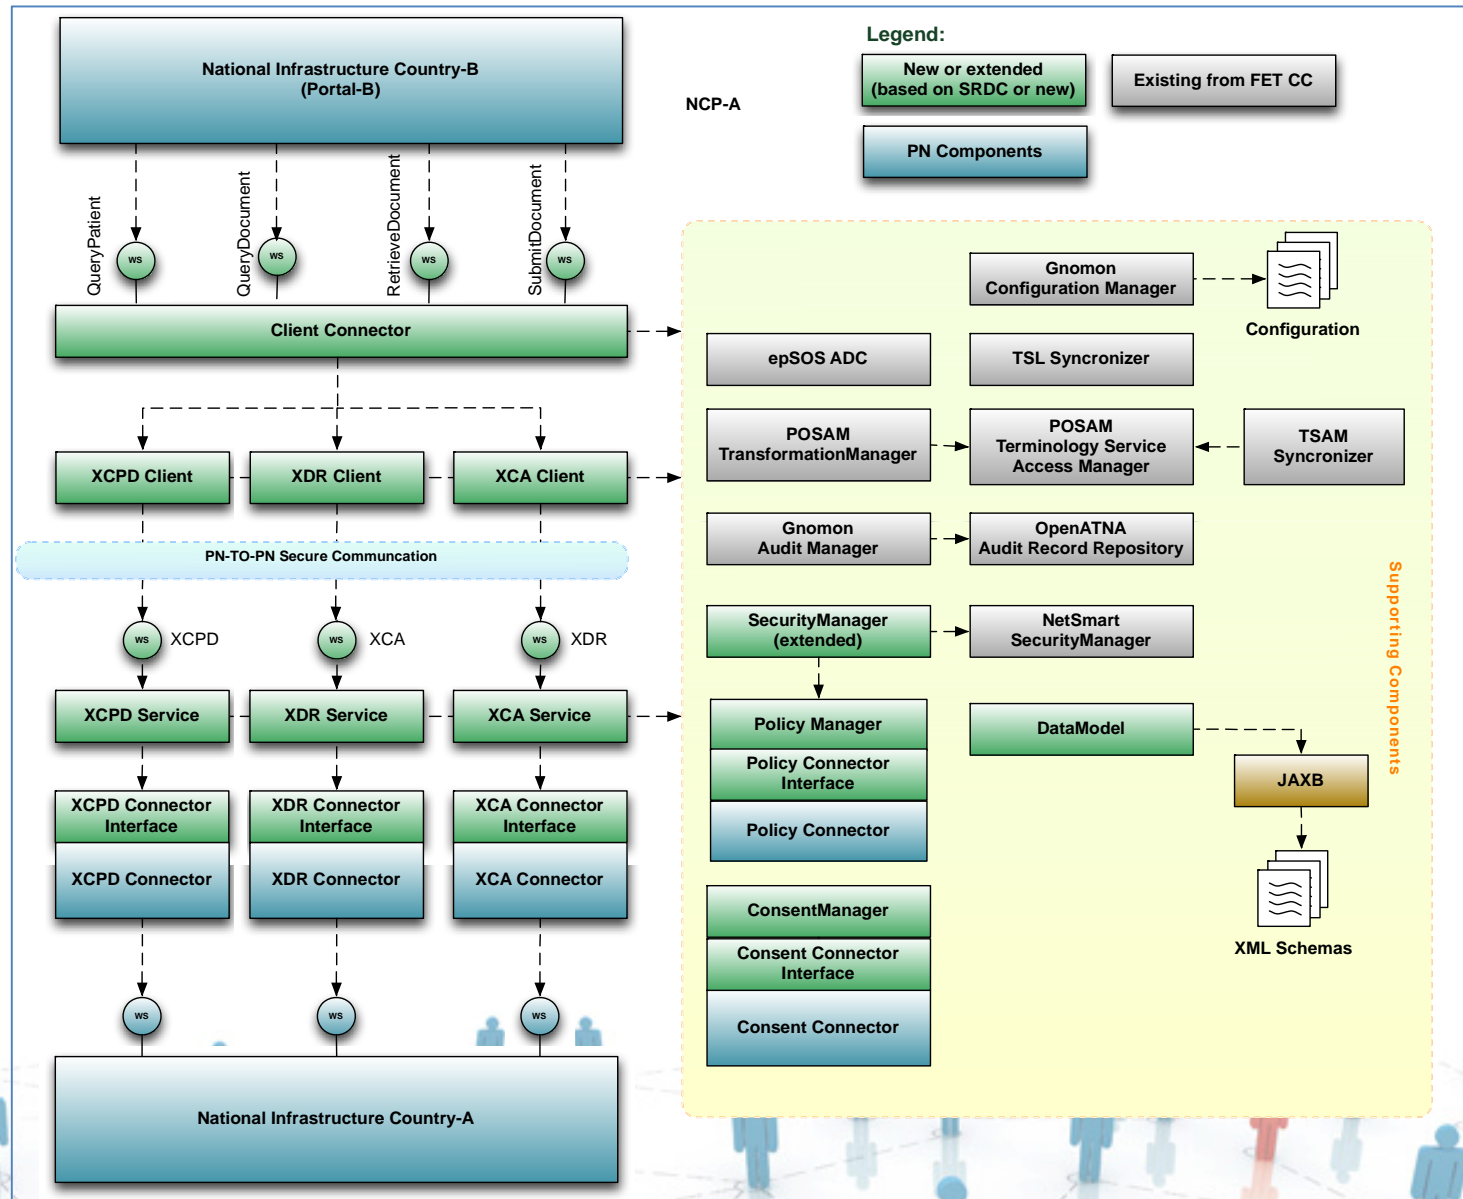 National Infrastructure Country-B
(Portal-B)
Legend:
New or extended
(based on SRDC or new)
Existing from FET CC
NCP-A
PN Components
QueryPatient
QueryDocument
RetrieveDocument
SubmitDocument
ws
ws
ws
ws
Client Connector
Gnomon
Configuration Manager
Configuration
epSOS ADC
TSL Syncronizer
POSAM
TransformationManager
POSAM
Terminology Service
Access Manager
TSAM
Syncronizer
XCPD Client
XDR Client
XCA Client
Gnomon
Audit Manager
OpenATNA
Audit Record Repository
PN-TO-PN Secure Communcation
Supporting Components
ws
XCPD
ws
XCA
ws
XDR
SecurityManager
(extended)
NetSmart
SecurityManager
XCPD Service
XDR Service
XCA Service
Policy Manager
Policy Connector
Interface
Policy Connector
DataModel
JAXB
XML Schemas
XCPD Connector
Interface
XDR Connector
Interface
XCA Connector
Interface
XCPD Connector
XDR Connector
XCA Connector
ConsentManager
Consent Connector
Interface
Consent Connector
ws
ws
ws
National Infrastructure Country-A